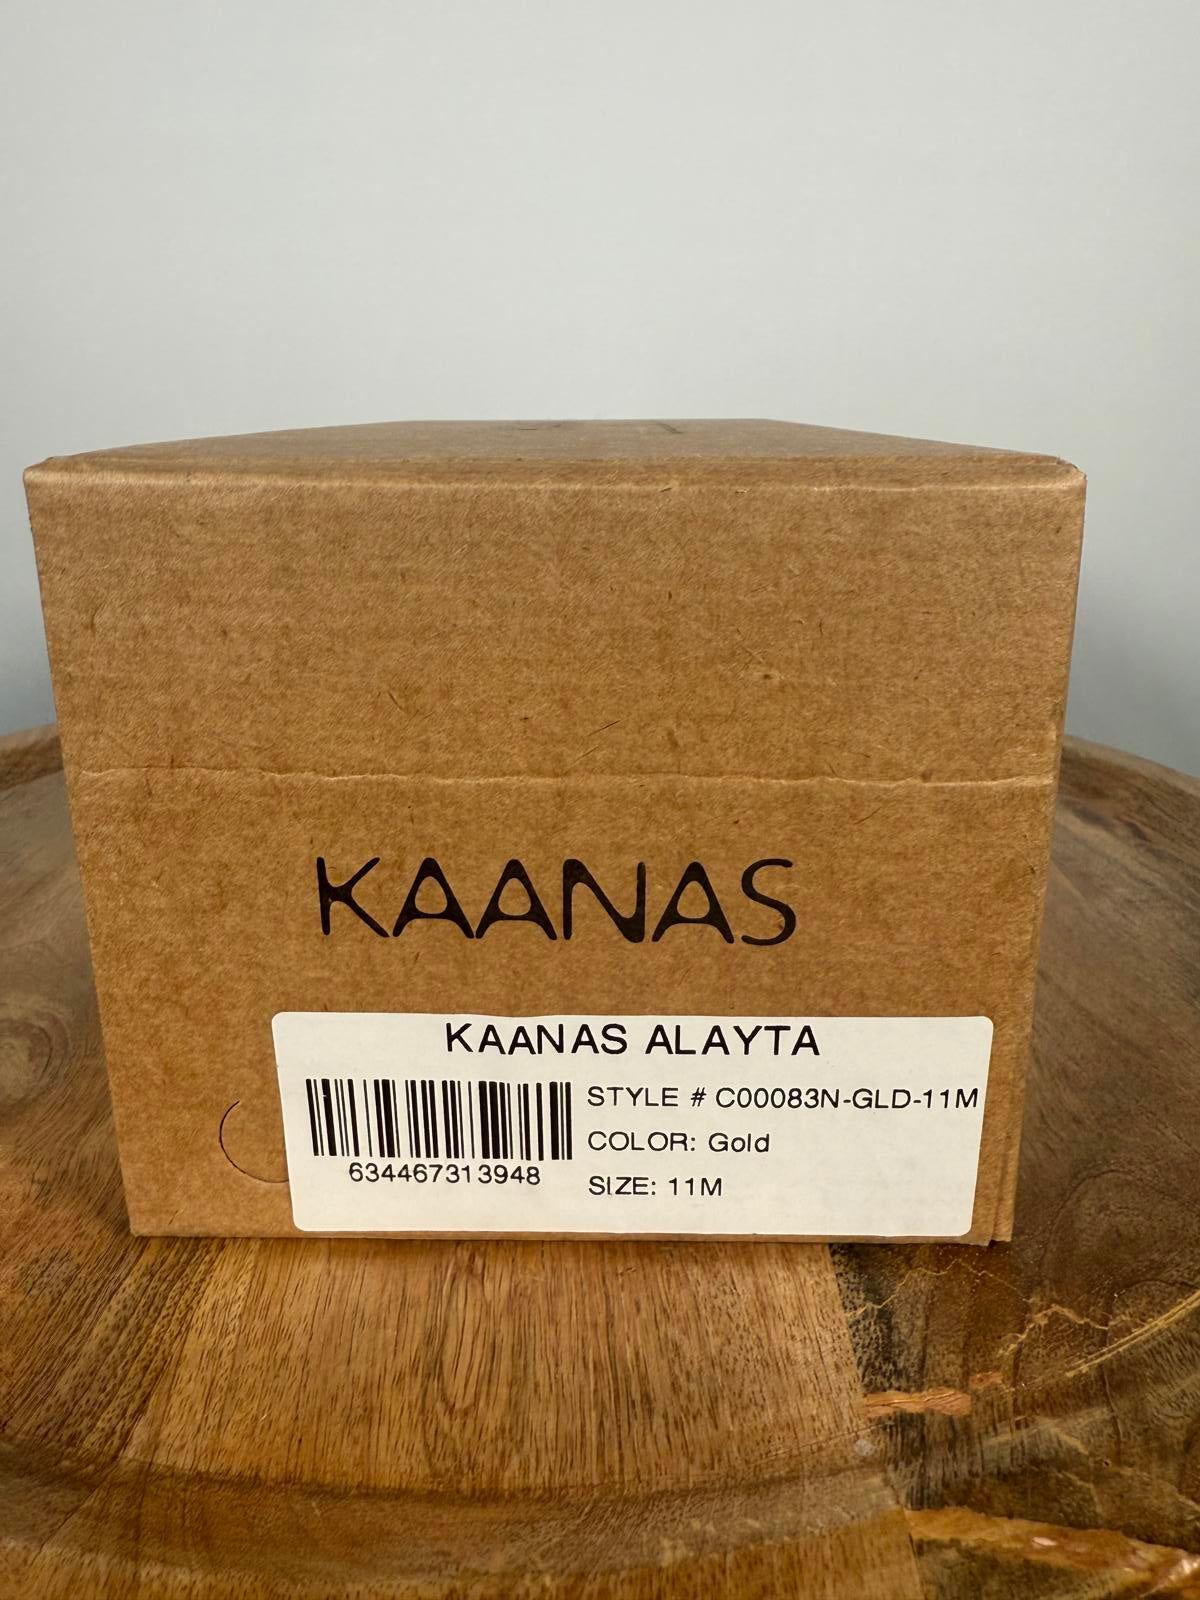 KAANAS
KAANAS ALAYTA
STYLE # C00083N-GLD-11M
COLOR: Gold
634467313948
SIZE: 11M